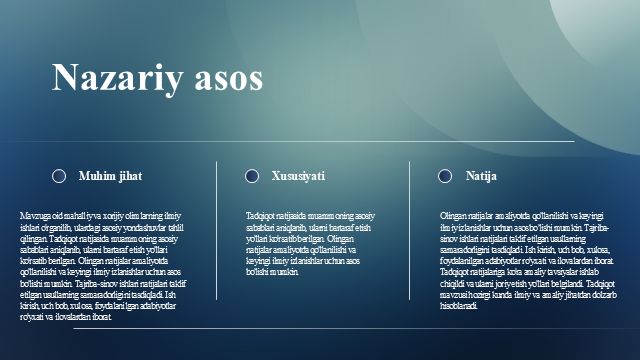 Nazariy asos
Muhim jihat
Mavzuga oid mahalliy va xorijiy olimlarning ilmiy
ishlari o'rganilib, ulardagi asosiy yondashuvlar tahlil
qilingan. Tadqiqot natijasida muammoning asosiy
sabablari aniqlanib, ularni bartaraf etish yo'llari
ko'rsatib berilgan. Olingan natijalar amaliyotda
qo'llanilishi va keyingi ilmiy izlanishlar uchun asos
bo'lishi mumkin. Tajriba-sinov ishlari natijalari taklif
etilgan usullarning samaradorligini tasdiqladi. Ish
kirish, uch bob, xulosa, foydalanilgan adabiyotlar
ro'yxati va ilovalardan iborat.
Xususiyati
Tadqiqot natijasida muammoning asosiy
sabablari aniqlanib, ularni bartaraf etish
yo'llari ko'rsatib berilgan. Olingan
natijalar amaliyotda qo'llanilishi va
keyingi ilmiy izlanishlar uchun asos
bo'lishi mumkin.
Natija
Olingan natijalar amaliyotda qo'llanilishi va keyingi
ilmiy izlanishlar uchun asos bo'lishi mumkin. Tajriba-
sinov ishlari natijalari taklif etilgan usullarning
samaradorligini tasdiqladi. Ish kirish, uch bob, xulosa,
foydalanilgan adabiyotlar ro'yxati va ilovalardan iborat.
Tadqiqot natijalariga ko'ra amaliy tavsiyalar ishlab
chiqildi va ularni joriy etish yo'llari belgilandi. Tadqiqot
mavzusi hozirgi kunda ilmiy va amaliy jihatdan dolzarb
hisoblanadi.